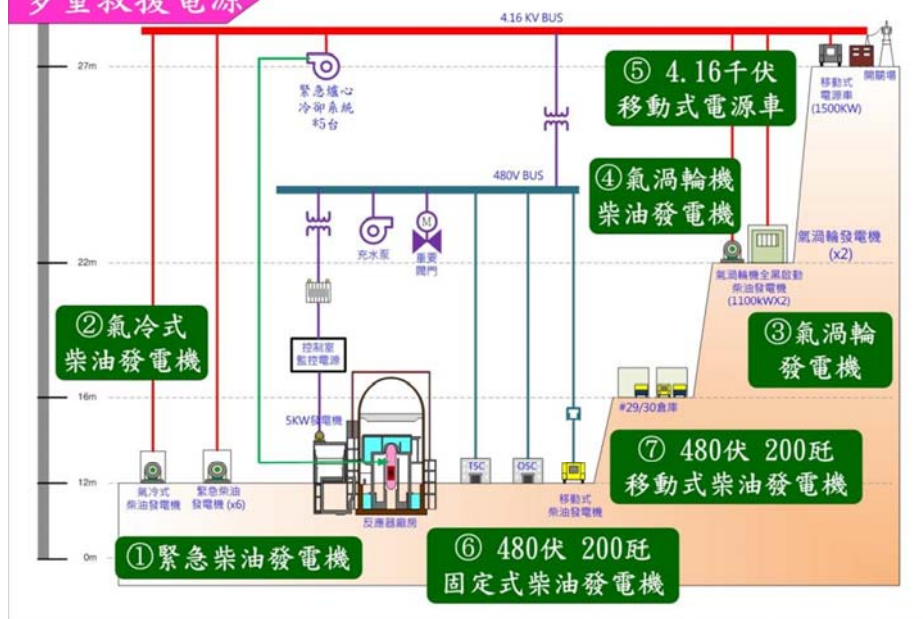 多重救援電源
4.16 KV BUS
27m
緊急爐心
冷卻系統
*5台
⑤ 4.16千伏
移動式電源車
移動式
電源車
(1500KW)
開關場
480V BUS
④氣渦輪機
柴油發電機
M
充水泵
重要
閥門
氣渦輪發電機
(x2)
22m
氣渦輪機全黑啟動
柴油發電機
(1100kWX2)
②氣冷式
柴油發電機
控制室
監控電源
③氣渦輪
發電機
16m
#29/30倉庫
5KW發電機
⑦ 480伏 200瓩
移動式柴油發電機
12m
TSC
OSC
氣冷式
柴油發電機
緊急柴油
發電機 (x6)
移動式
柴油發電機
反應器廠房
0m
①緊急柴油發電機
⑥ 480伏 200瓩
固定式柴油發電機